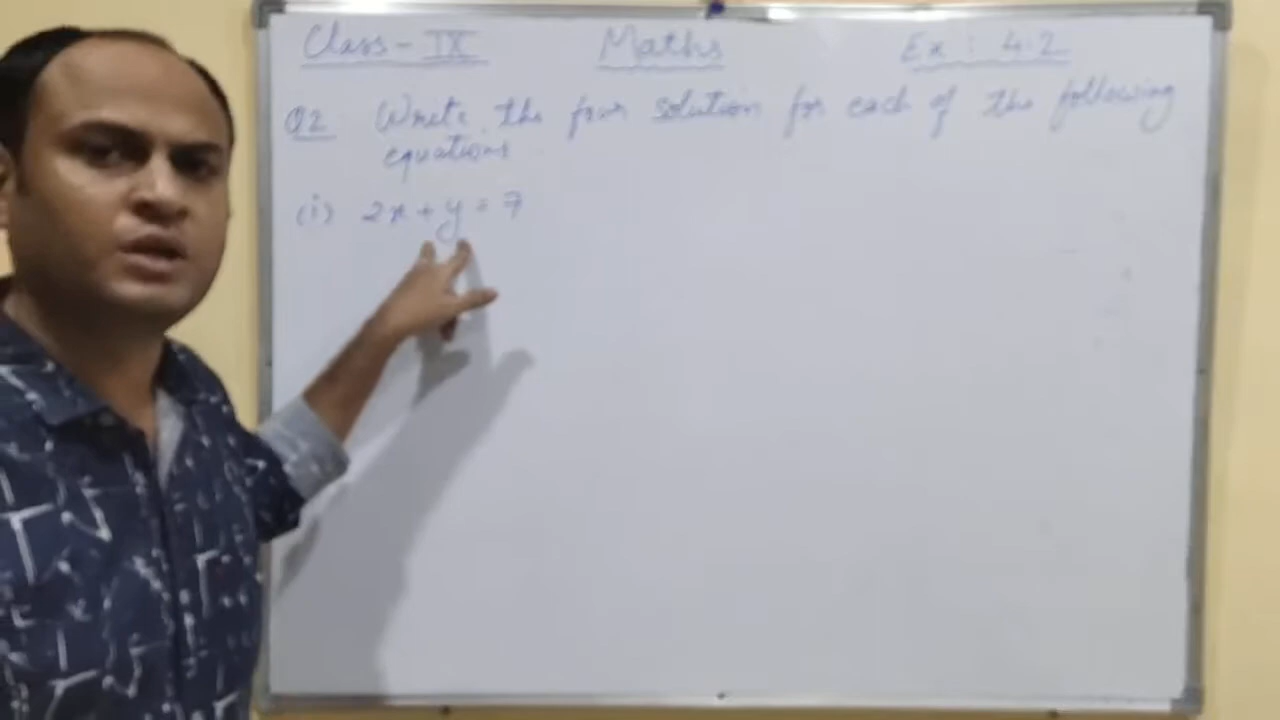 Class - IX Maths Ex : 4.2
Q2 Write the four solution for each of the following
equations
(i) 2x + y = 7